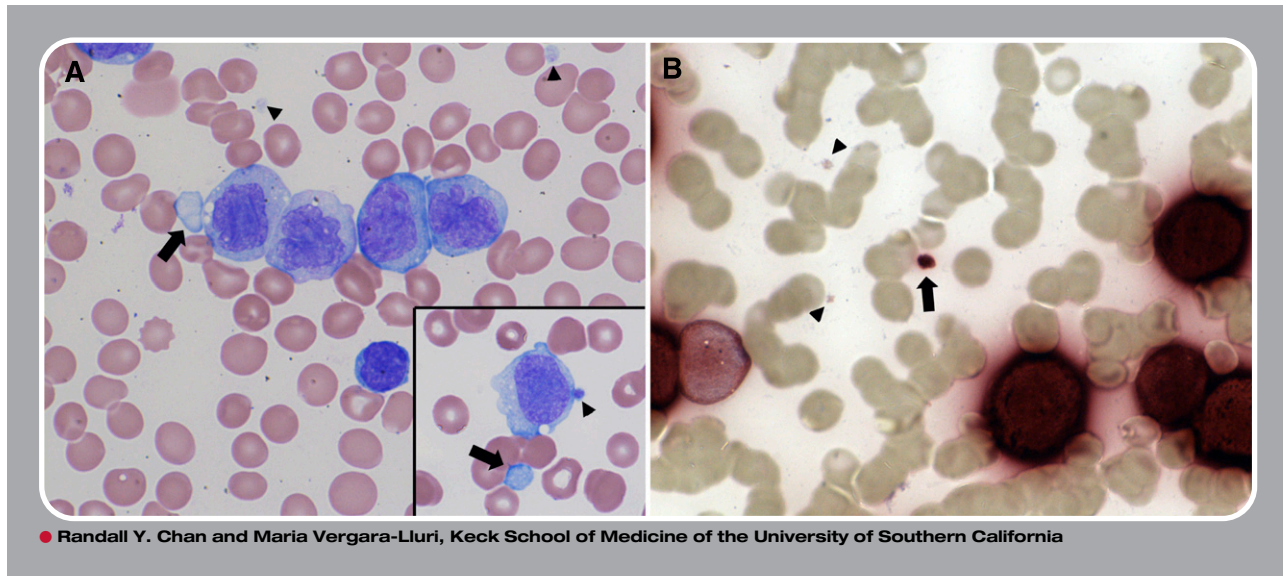 A
B
Randall Y. Chan and Maria Vergara-Lluri, Keck School of Medicine of the University of Southern California